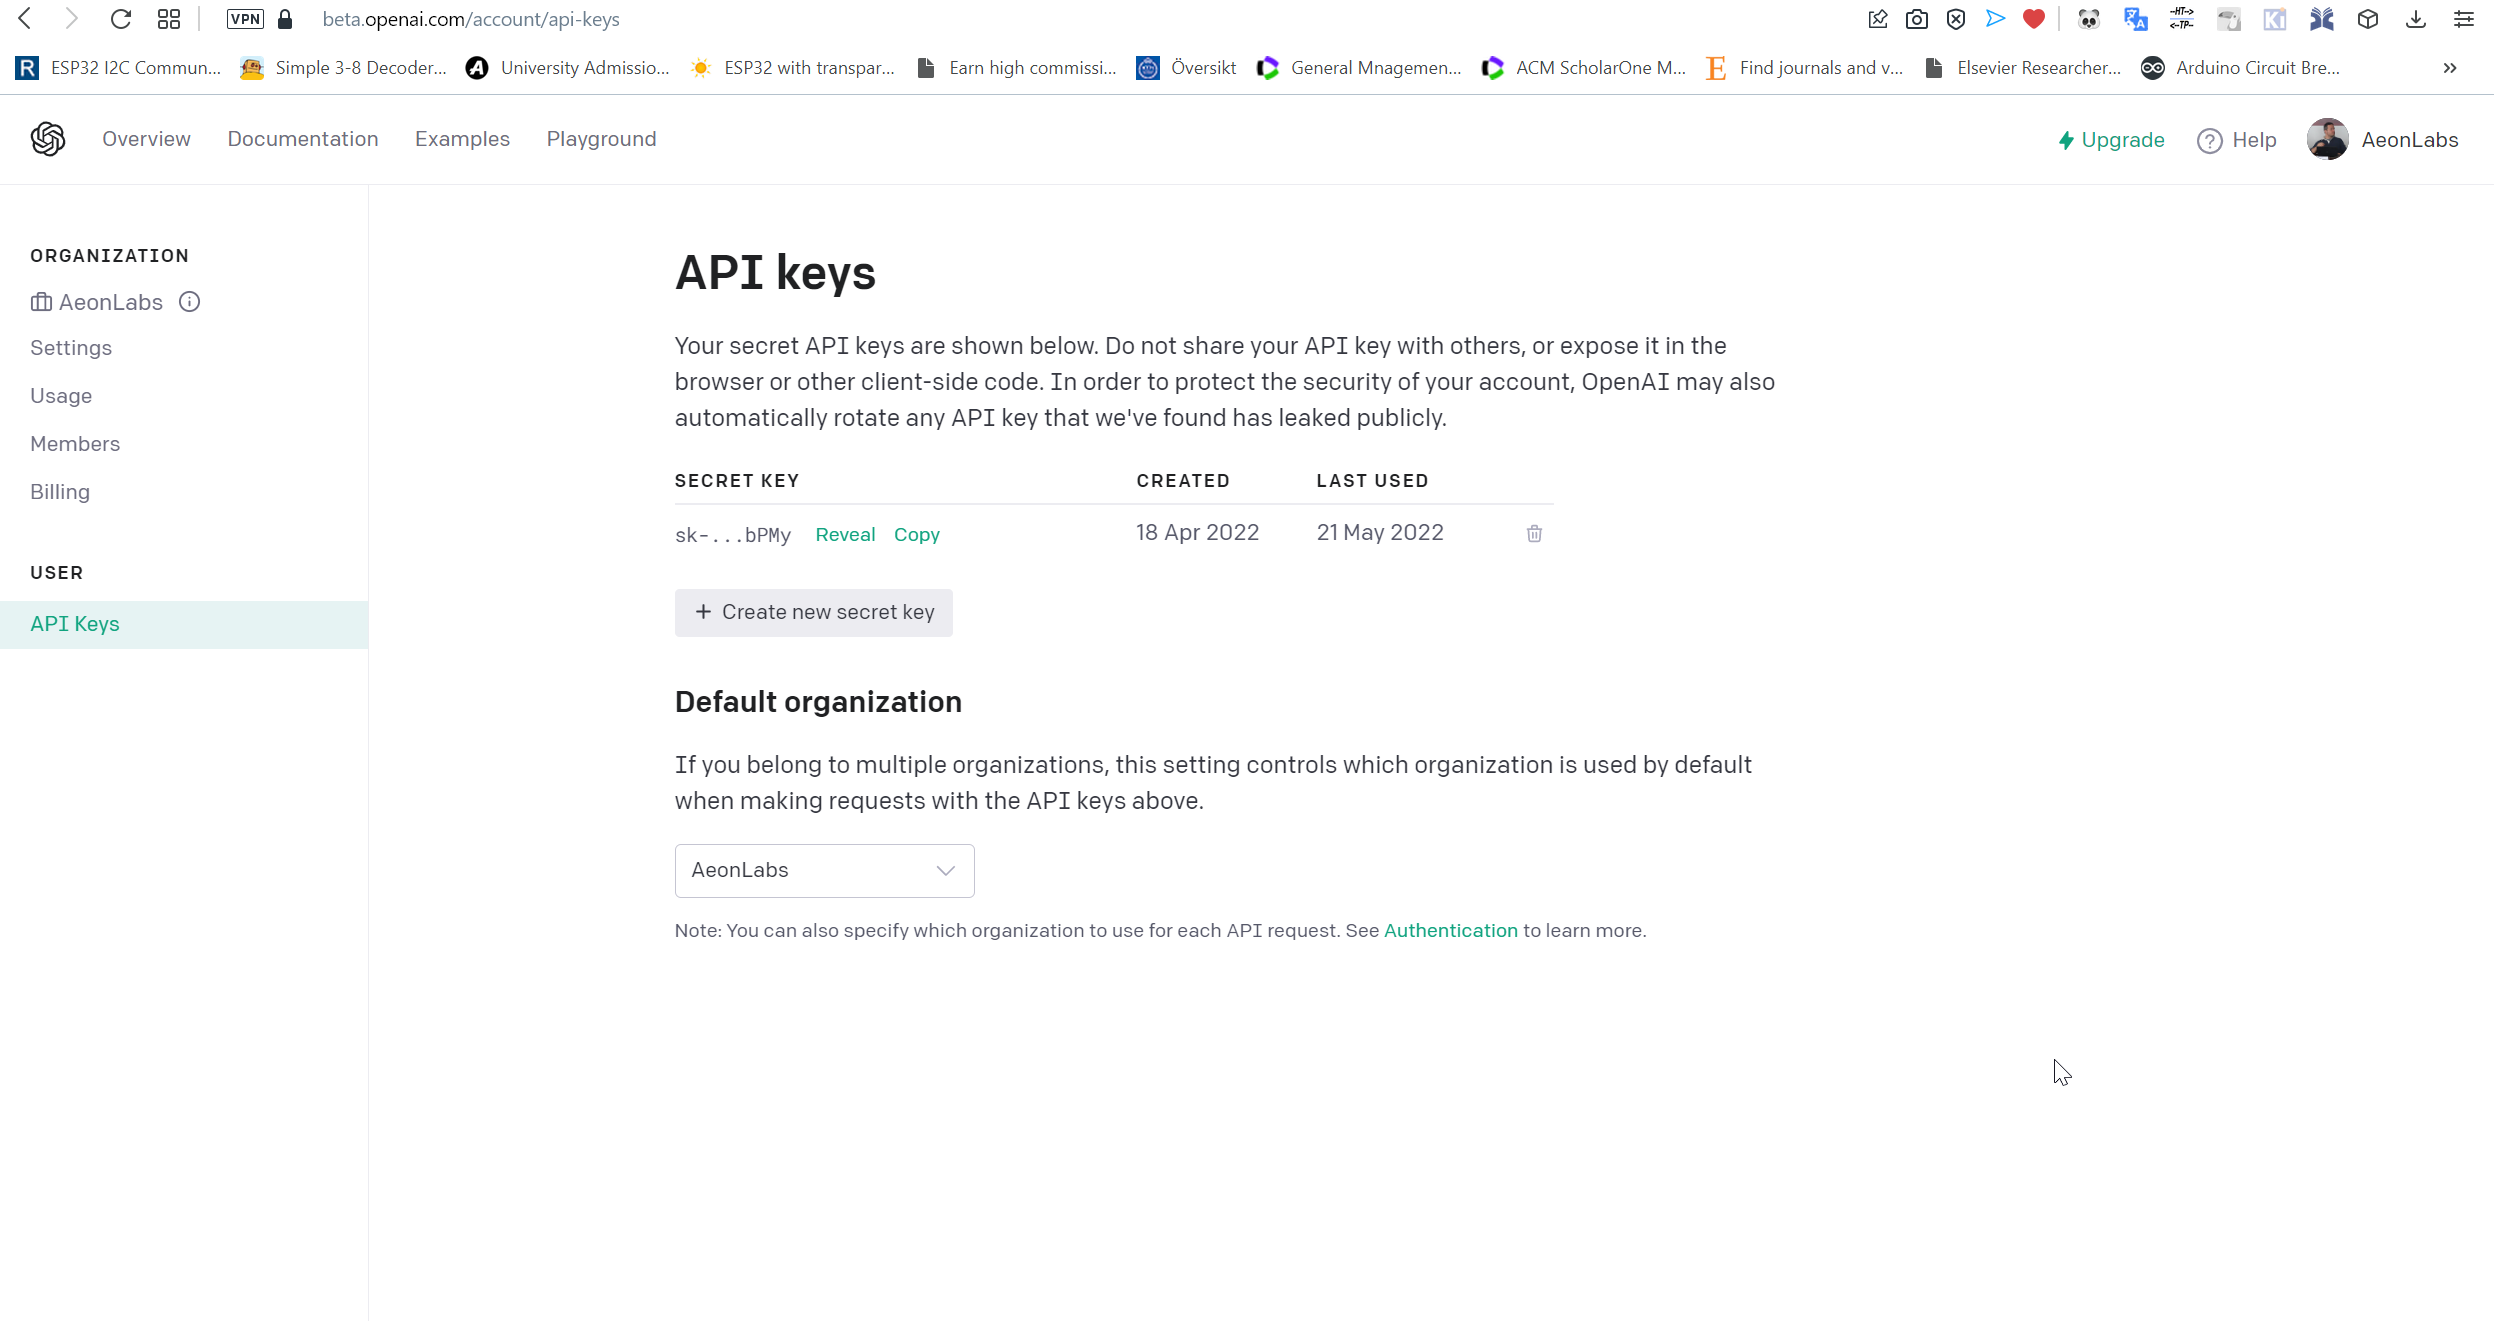 VPN beta.openai.com/account/api-keys
ESP32 I2C Commun... Simple 3-8 Decoder... University Admissio... ESP32 with transpar... Earn high commissi... Översikt General Mnagemen... ACM ScholarOne M... Find journals and v... Elsevier Researcher... Arduino Circuit Bre... »
Overview Documentation Examples Playground Upgrade Help AeonLabs
ORGANIZATION
AeonLabs
Settings
Usage
Members
Billing
USER
API Keys
API keys
Your secret API keys are shown below. Do not share your API key with others, or expose it in the
browser or other client-side code. In order to protect the security of your account, OpenAI may also
automatically rotate any API key that we've found has leaked publicly.
SECRET KEY CREATED LAST USED
sk-...bPMy Reveal Copy 18 Apr 2022 21 May 2022
+ Create new secret key
Default organization
If you belong to multiple organizations, this setting controls which organization is used by default
when making requests with the API keys above.
AeonLabs
Note: You can also specify which organization to use for each API request. See Authentication to learn more.